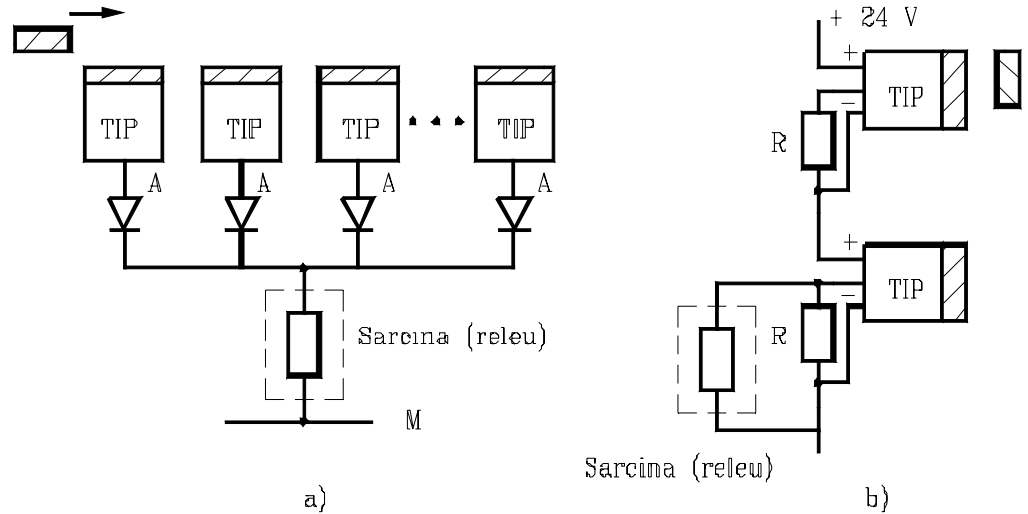 TIP TIP TIP TIP
A A A A
Sarcina (releu)
M
a)
+ 24 V
+
TIP
−
R
+
TIP
−
R
Sarcina (releu)
b)